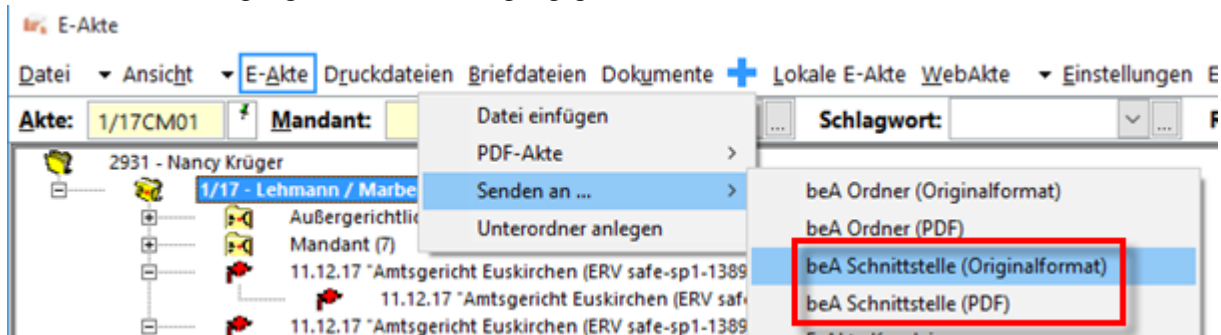 E-Akte
Datei Ansicht E-Akte Druckdateien Briefdateien Dokumente Lokale E-Akte WebAkte Einstellungen E
Akte: 1/17CM01 Mandant: ... Schlagwort: ...
2931 - Nancy Krüger
1/17 - Lehmann / Marbe
Außergerichtlic
Mandant (7)
11.12.17 "Amtsgericht Euskirchen (ERV safe-sp1-1389
11.12.17 "Amtsgericht Euskirchen (ERV safe
11.12.17 "Amtsgericht Euskirchen (ERV safe-sp1-1389
Datei einfügen
PDF-Akte >
Senden an ... >
Unterordner anlegen
beA Ordner (Originalformat)
beA Ordner (PDF)
beA Schnittstelle (Originalformat)
beA Schnittstelle (PDF)